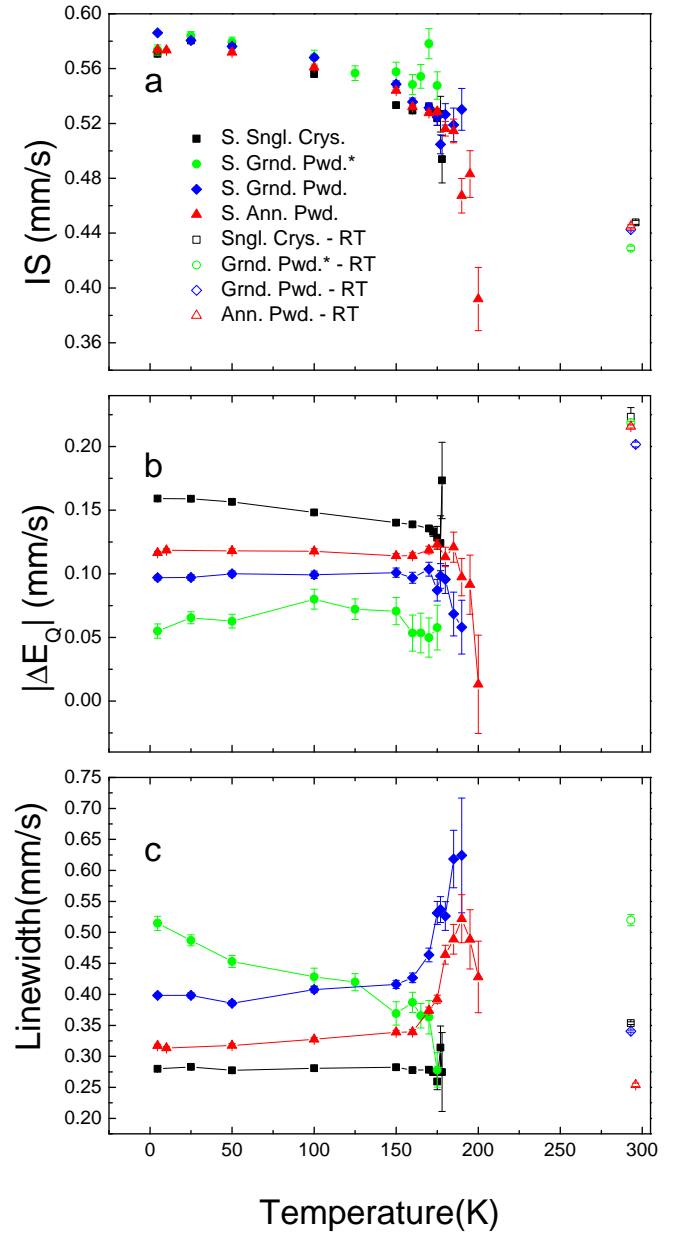 0.60
0.56
0.52
0.48
0.44
0.40
0.36
IS (mm/s)
a
S. Sngl. Crys.
S. Grnd. Pwd.*
S. Grnd. Pwd.
S. Ann. Pwd.
Sngl. Crys. - RT
Grnd. Pwd.* - RT
Grnd. Pwd. - RT
Ann. Pwd. - RT
0.20
0.15
0.10
0.05
0.00
|ΔE_Q| (mm/s)
b
0.75
0.70
0.65
0.60
0.55
0.50
0.45
0.40
0.35
0.30
0.25
0.20
Linewidth(mm/s)
c
0 50 100 150 200 250 300
Temperature(K)